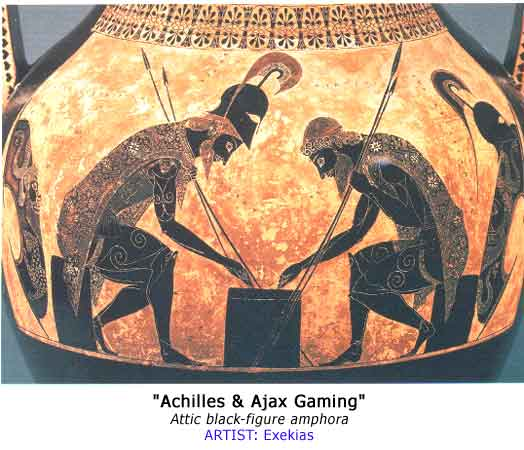 "Achilles & Ajax Gaming"
Attic black-figure amphora
ARTIST: Exekias